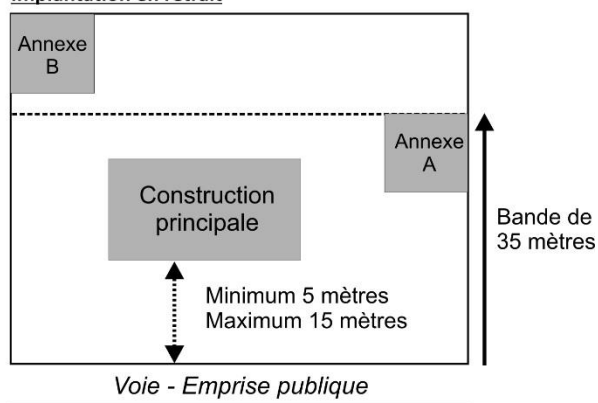 Implantation en retrait
Annexe
B
Annexe
A
Construction
principale
Bande de
35 mètres
Minimum 5 mètres
Maximum 15 mètres
Voie - Emprise publique